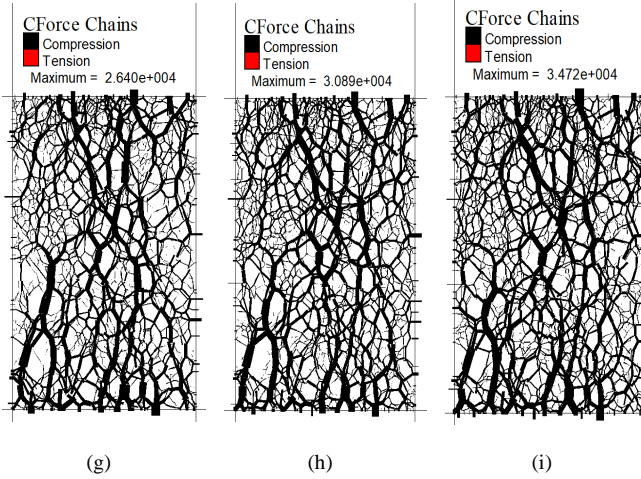 CForce Chains
Compression
Tension
Maximum =  2.640e+004
CForce Chains
Compression
Tension
Maximum =  3.089e+004
CForce Chains
Compression
Tension
Maximum =  3.472e+004
(g)
(h)
(i)